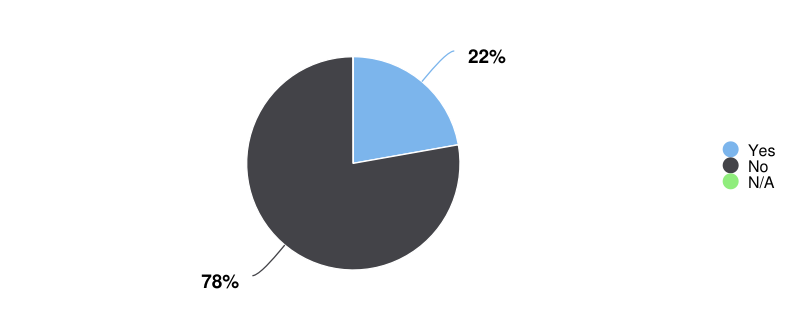 22%
Yes
No
N/A
78%